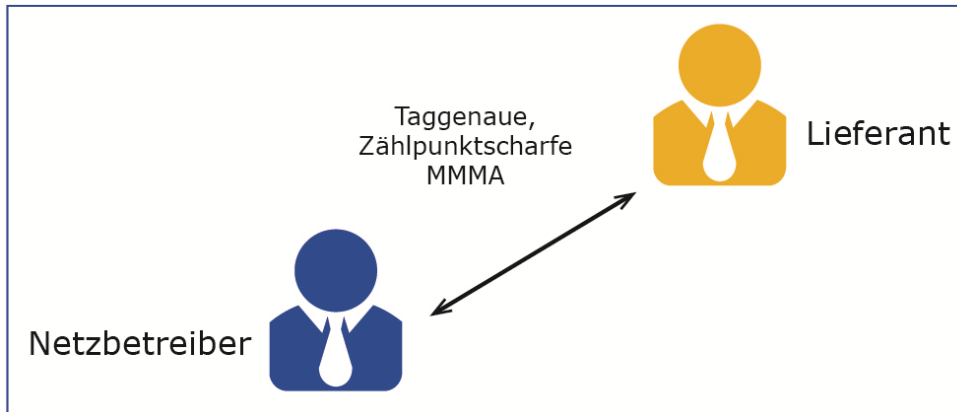 Taggenaue,
Zählpunktscharfe
MMMA
Lieferant
Netzbetreiber